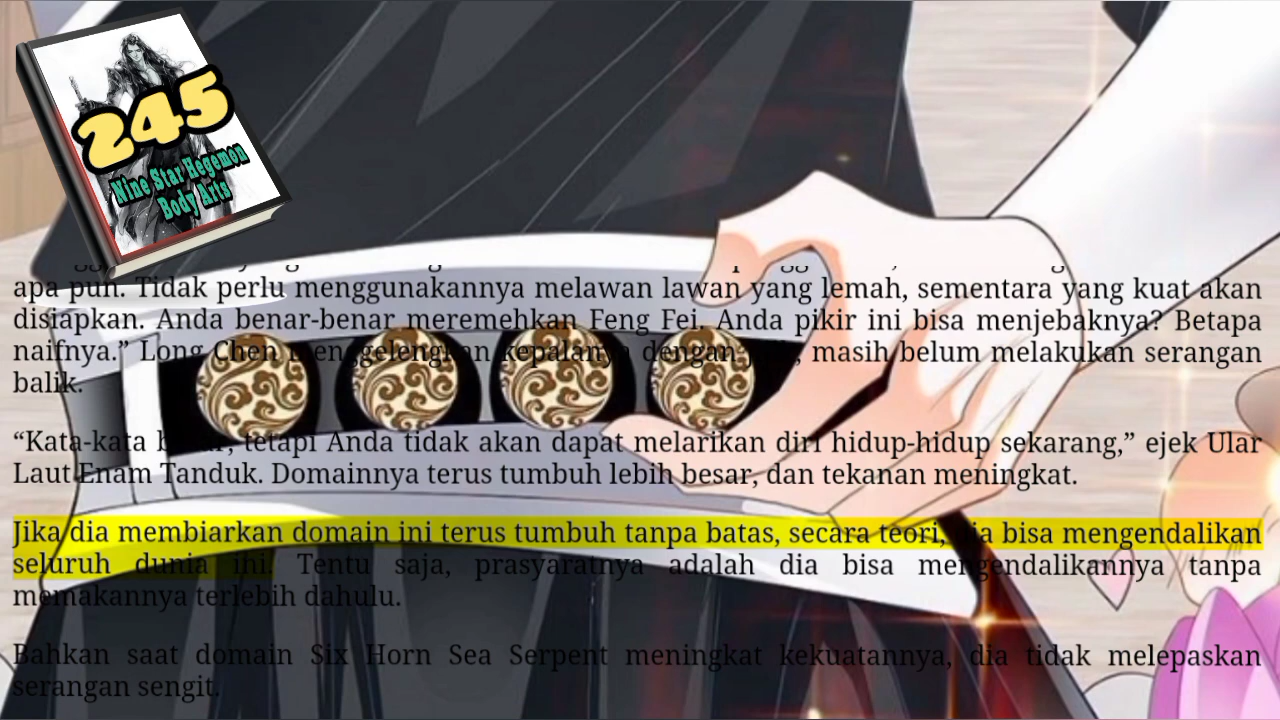 245
Nine Star Hegemon
Body Arts
apa pun. Tidak perlu menggunakannya melawan lawan yang lemah, sementara yang kuat akan
disiapkan. Anda benar-benar meremehkan Feng Fei. Anda pikir ini bisa menjebaknya? Betapa
naifnya.” Long Chen menggelengkan kepalanya dengan masih belum melakukan serangan
balik.
“Kata-kata tetapi Anda tidak akan dapat melarikan diri hidup-hidup sekarang,” ejek Ular
Laut Enam Tanduk. Domainnya terus tumbuh lebih besar, dan tekanan meningkat.
Jika dia membiarkan domain ini terus tumbuh tanpa batas, secara teori, dia bisa mengendalikan
seluruh dunia ini. Tentu saja, prasyaratnya adalah dia bisa mengendalikannya tanpa
memakannya terlebih dahulu.
Bahkan saat domain Six Horn Sea Serpent meningkat kekuatannya, dia tidak melepaskan
serangan sengit.